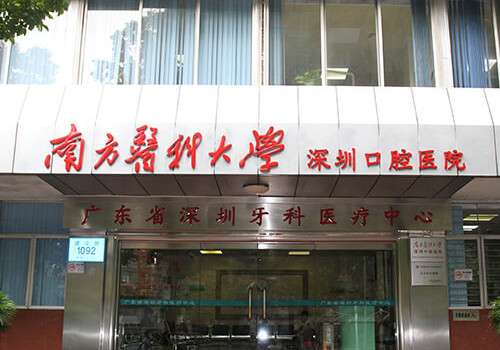 南方醫科大學 深圳口腔医院
广东省深圳牙科医疗中心
1092